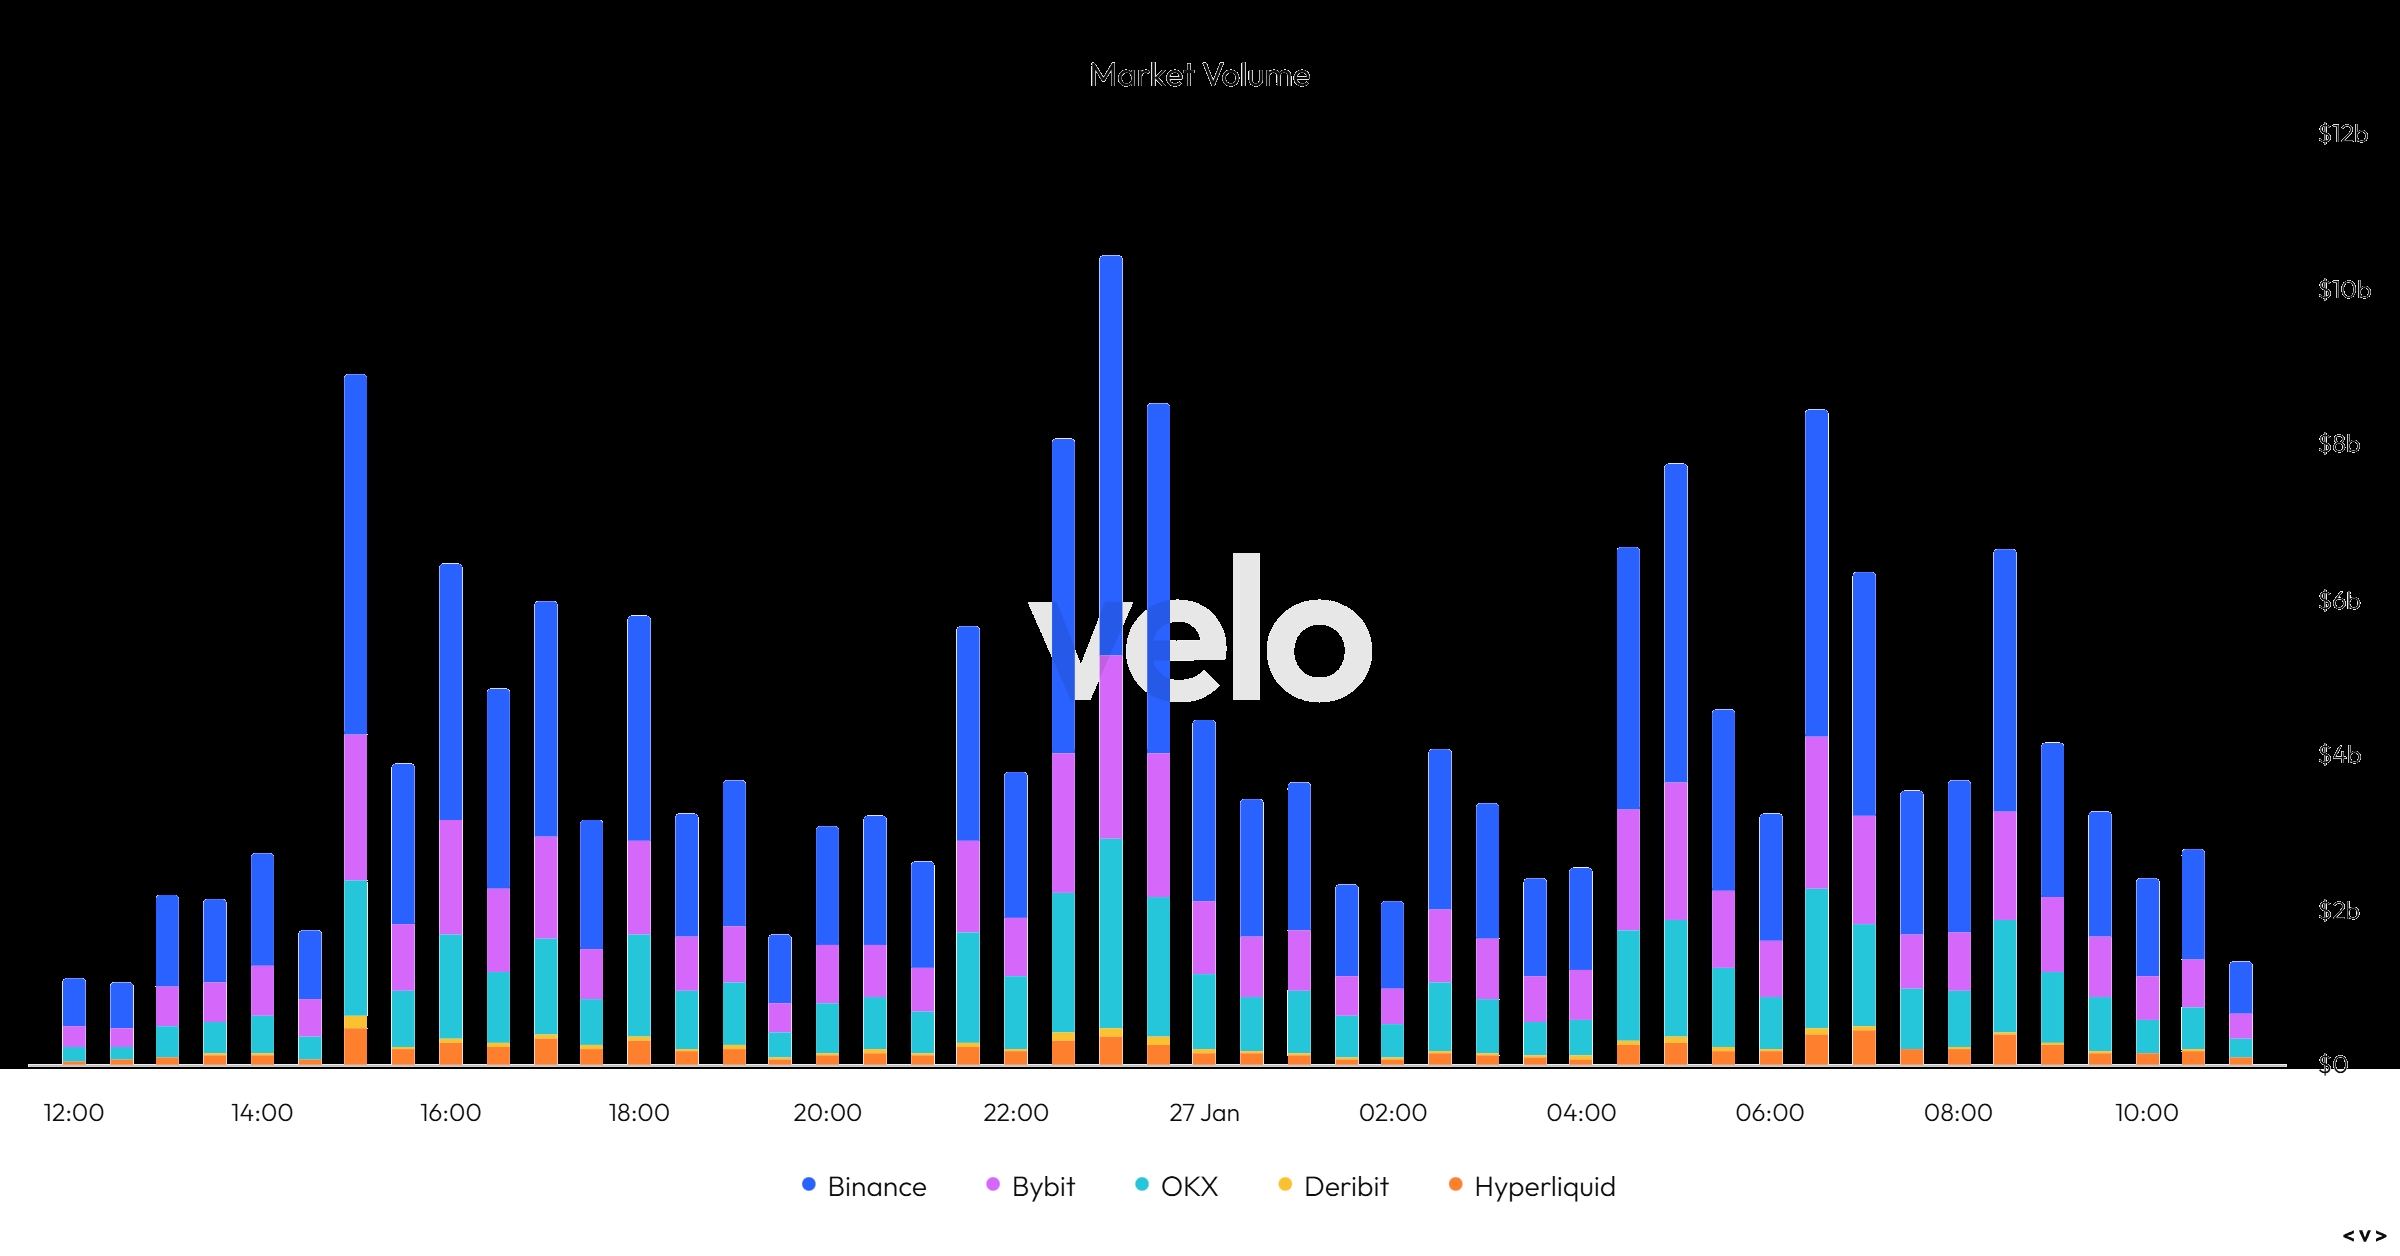 Market Volume
$12b
$10b
$8b
$6b
$4b
$2b
$0
velo
12:00 14:00 16:00 18:00 20:00 22:00 27 Jan 02:00 04:00 06:00 08:00 10:00
Binance Bybit OKX Deribit Hyperliquid
<v>